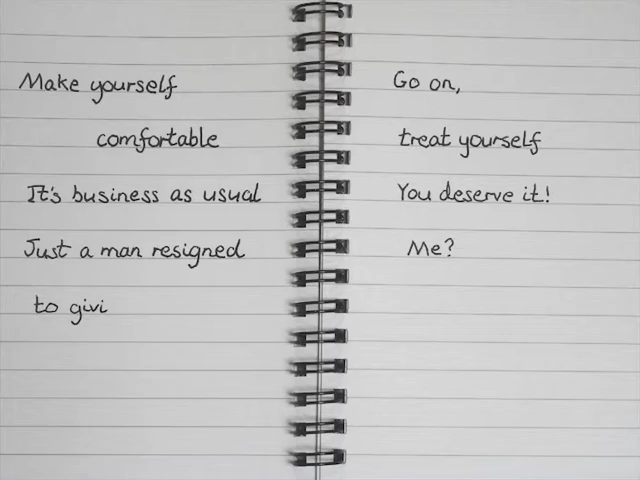 Make yourself
comfortable
It's business as usual
Just a man resigned
to givi
Go on,
treat yourself
You deserve it!
Me?